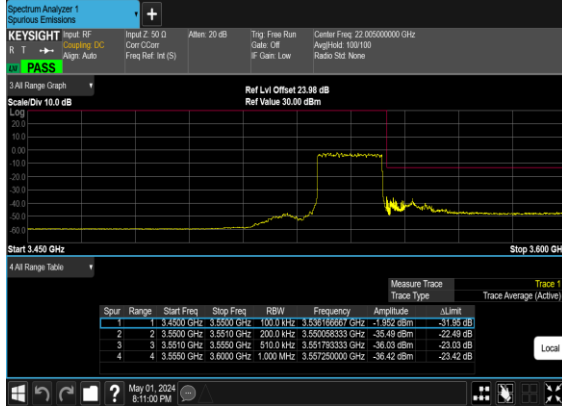 Spectrum Analyzer 1
Spurious Emissions
KEYSIGHT Input: RF Input Z: 50 Ω Atten: 20 dB Trig: Free Run Center Freq: 22.005000000 GHz
R T Coupling: DC Corr CCorr Gate: Off Avg|Hold: 100/100
Align: Auto Freq Ref: Int (S) IF Gain: Low Radio Std: None
PASS
3 All Range Graph Ref Lvl Offset 23.98 dB
Scale/Div 10.0 dB Ref Value 30.00 dBm
Log
20.0
10.0
0.00
-10.0
-20.0
-30.0
-40.0
-50.0
-60.0
Start 3.450 GHz Stop 3.600 GH
4 All Range Table
Measure Trace Trace 1
Trace Type Trace Average (Active)
Spur Range Start Freq Stop Freq RBW Frequency Amplitude ΔLimit
1 1 3.4500 GHz 3.5500 GHz 100.0 kHz 3.536166667 GHz -1.952 dBm -31.95 dB
2 2 3.5500 GHz 3.5510 GHz 200.0 kHz 3.550058333 GHz -35.49 dBm -22.49 dB
3 3 3.5510 GHz 3.5550 GHz 510.0 kHz 3.551793333 GHz -36.03 dBm -23.03 dB
4 4 3.5550 GHz 3.6000 GHz 1.000 MHz 3.557250000 GHz -36.42 dBm -23.42 dB
Local
May 01, 2024
8:11:00 PM